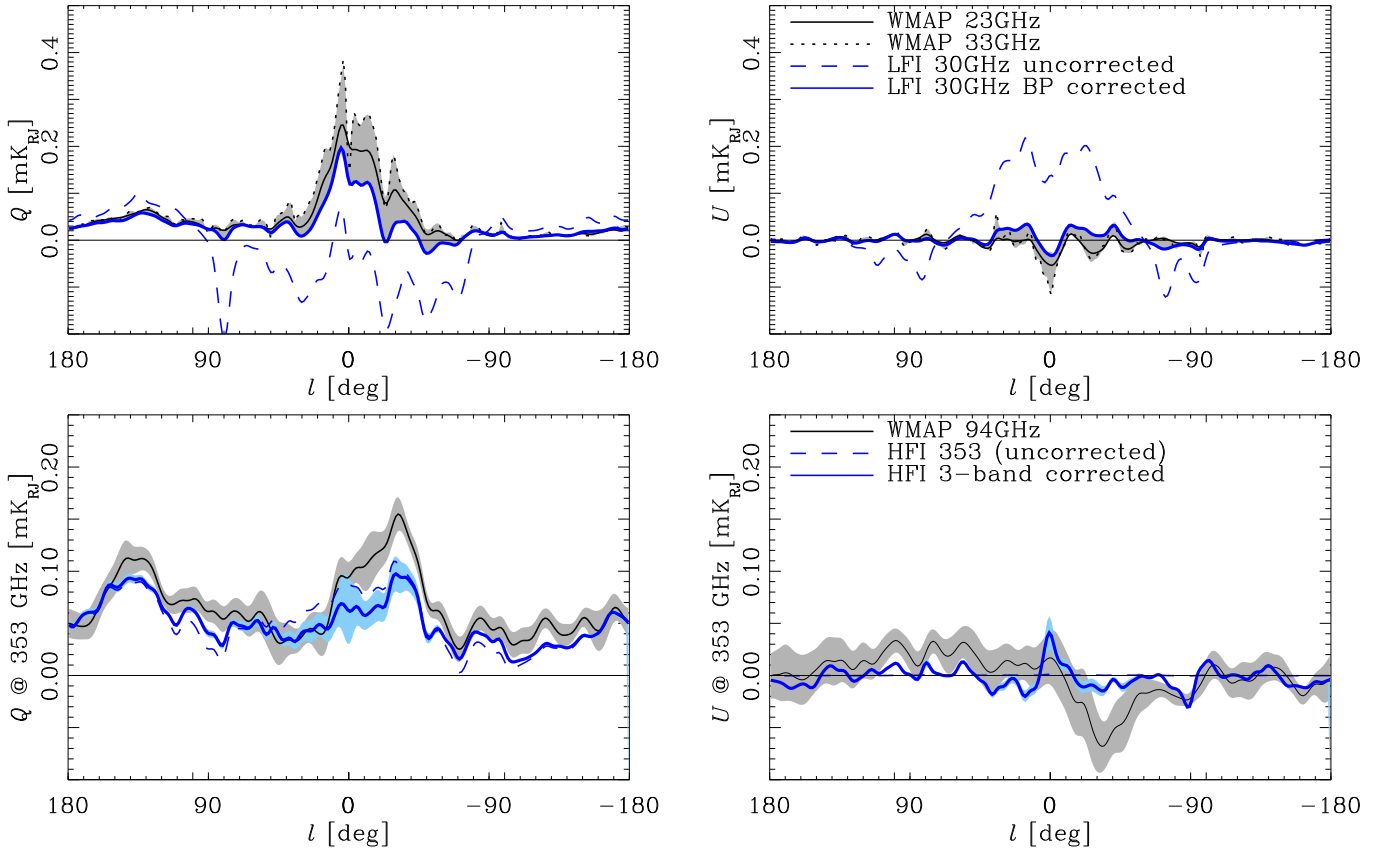 0.4
0.2
0.0
Q [mK_RJ]
180 90 0 −90 −180
l [deg]
WMAP 23GHz
WMAP 33GHz
LFI 30GHz uncorrected
LFI 30GHz BP corrected
0.4
0.2
0.0
U [mK_RJ]
180 90 0 −90 −180
l [deg]
0.20
0.10
0.00
Q @ 353 GHz [mK_RJ]
180 90 0 −90 −180
l [deg]
WMAP 94GHz
HFI 353 (uncorrected)
HFI 3−band corrected
0.20
0.10
0.00
U @ 353 GHz [mK_RJ]
180 90 0 −90 −180
l [deg]